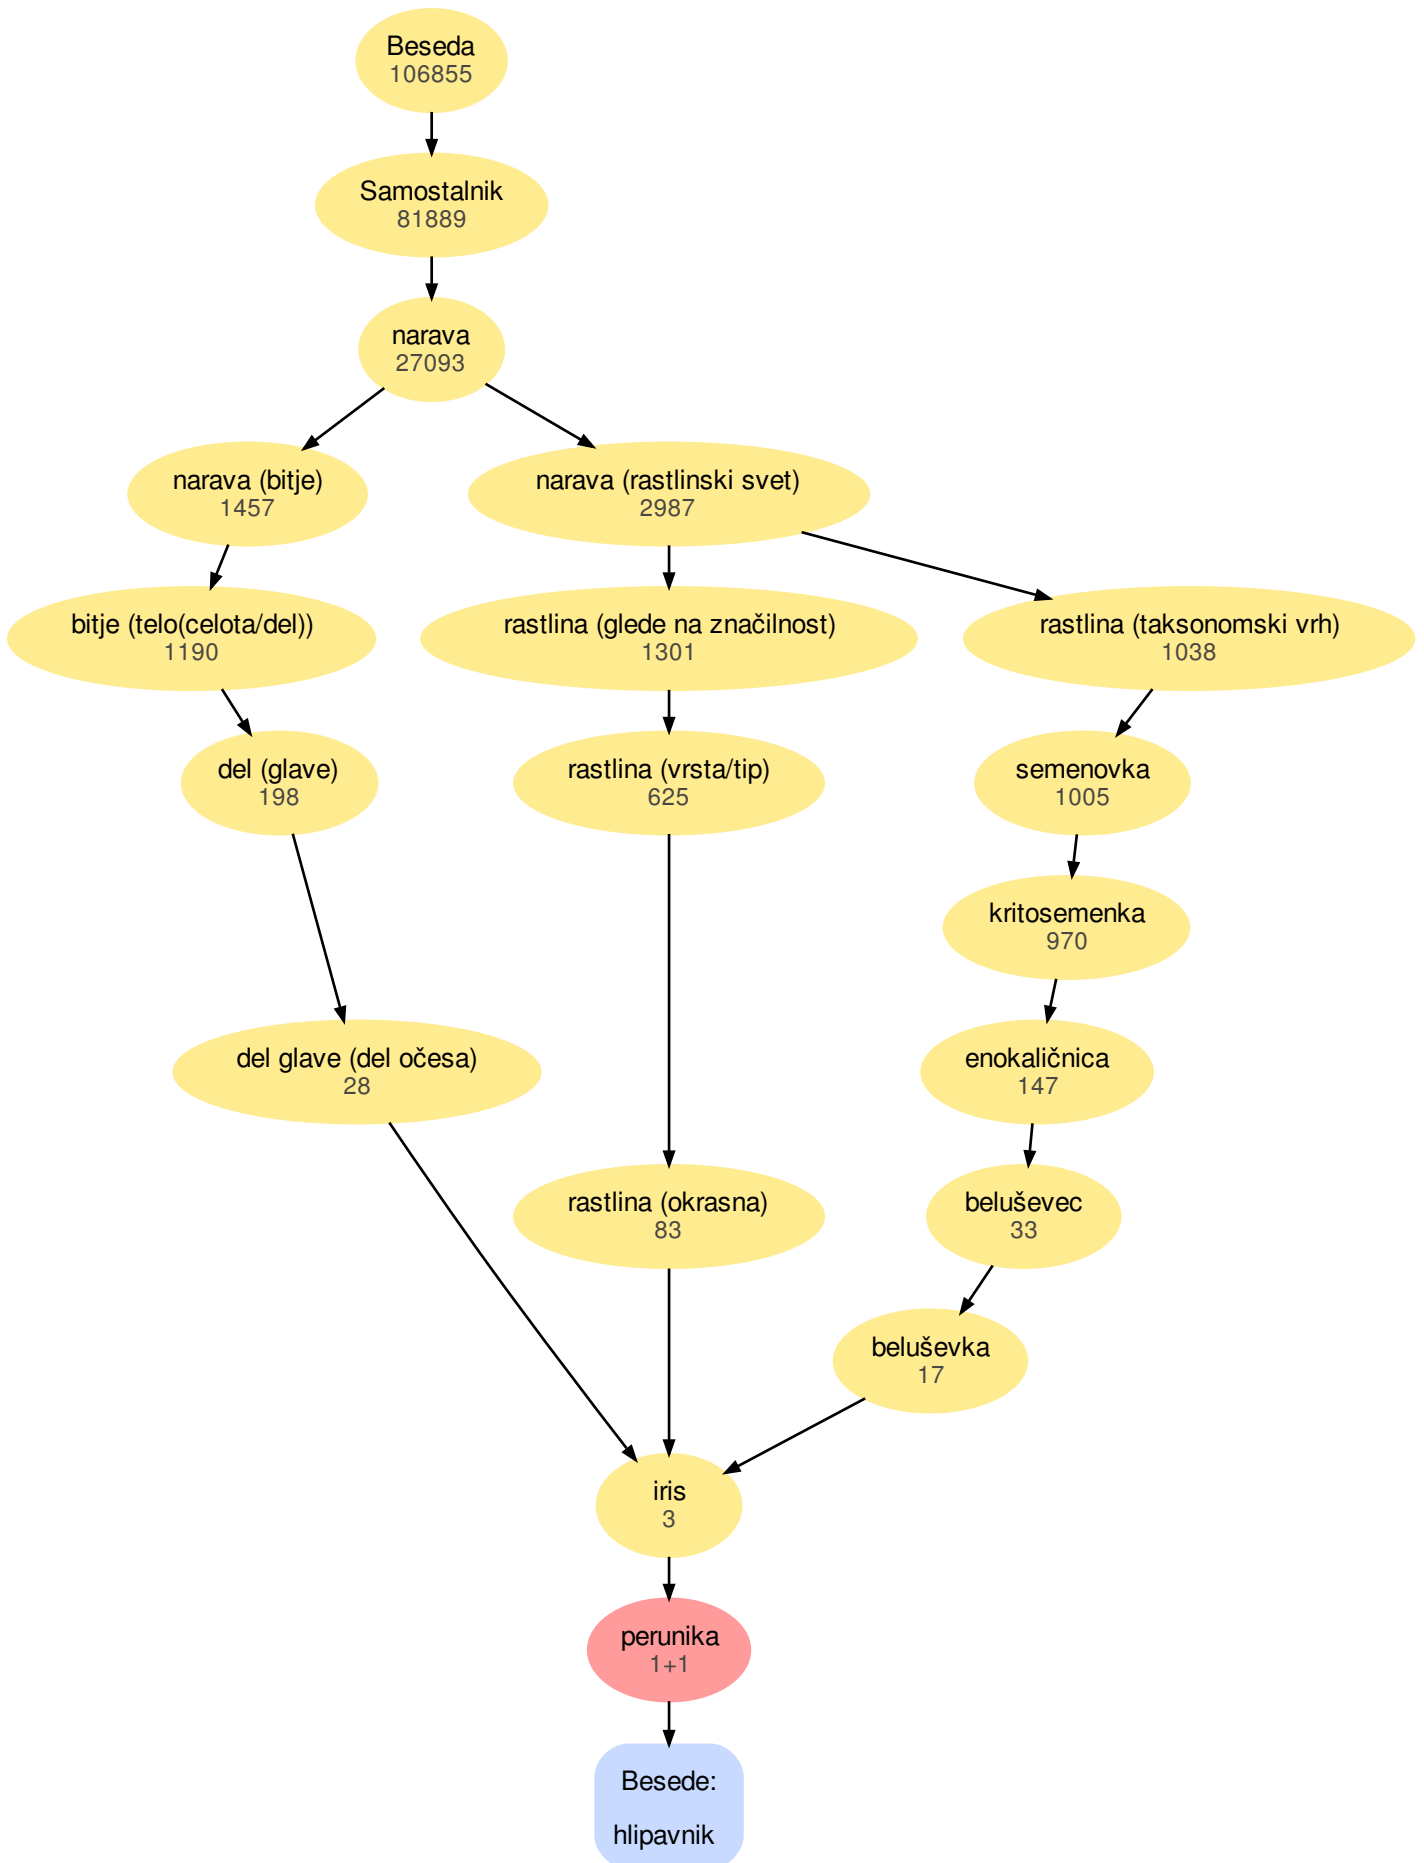 Beseda
106855
Samostalnik
81889
narava
27093
narava (bitje)
1457
narava (rastlinski svet)
2987
bitje (telo(celota/del))
1190
rastlina (glede na značilnost)
1301
rastlina (taksonomski vrh)
1038
del (glave)
198
rastlina (vrsta/tip)
625
semenovka
1005
kritosemenka
970
del glave (del očesa)
28
enokaličnica
147
rastlina (okrasna)
83
beluševec
33
beluševka
17
iris
3
perunika
1+1
Besede:
hlipavnik